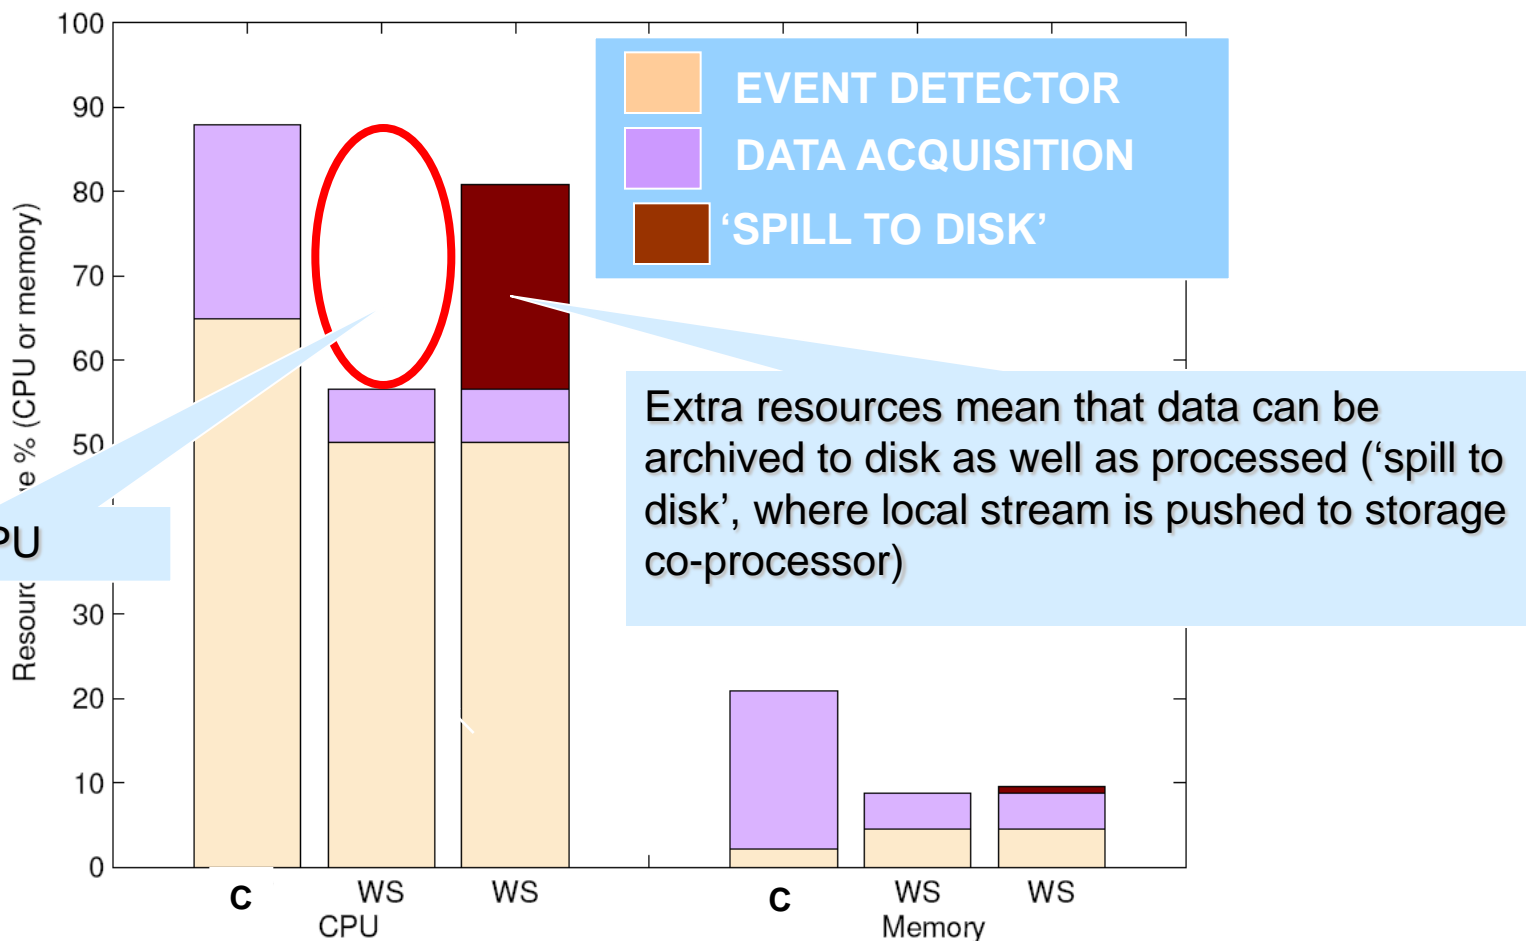 100
90
80
70
60
50
30
20
10
0
EVENT DETECTOR
DATA ACQUISITION
‘SPILL TO DISK’
Extra resources mean that data can be
archived to disk as well as processed (‘spill to
disk’, where local stream is pushed to storage
co-processor)
% (CPU or memory)
C
WS
WS
C
WS
WS
CPU
Memory